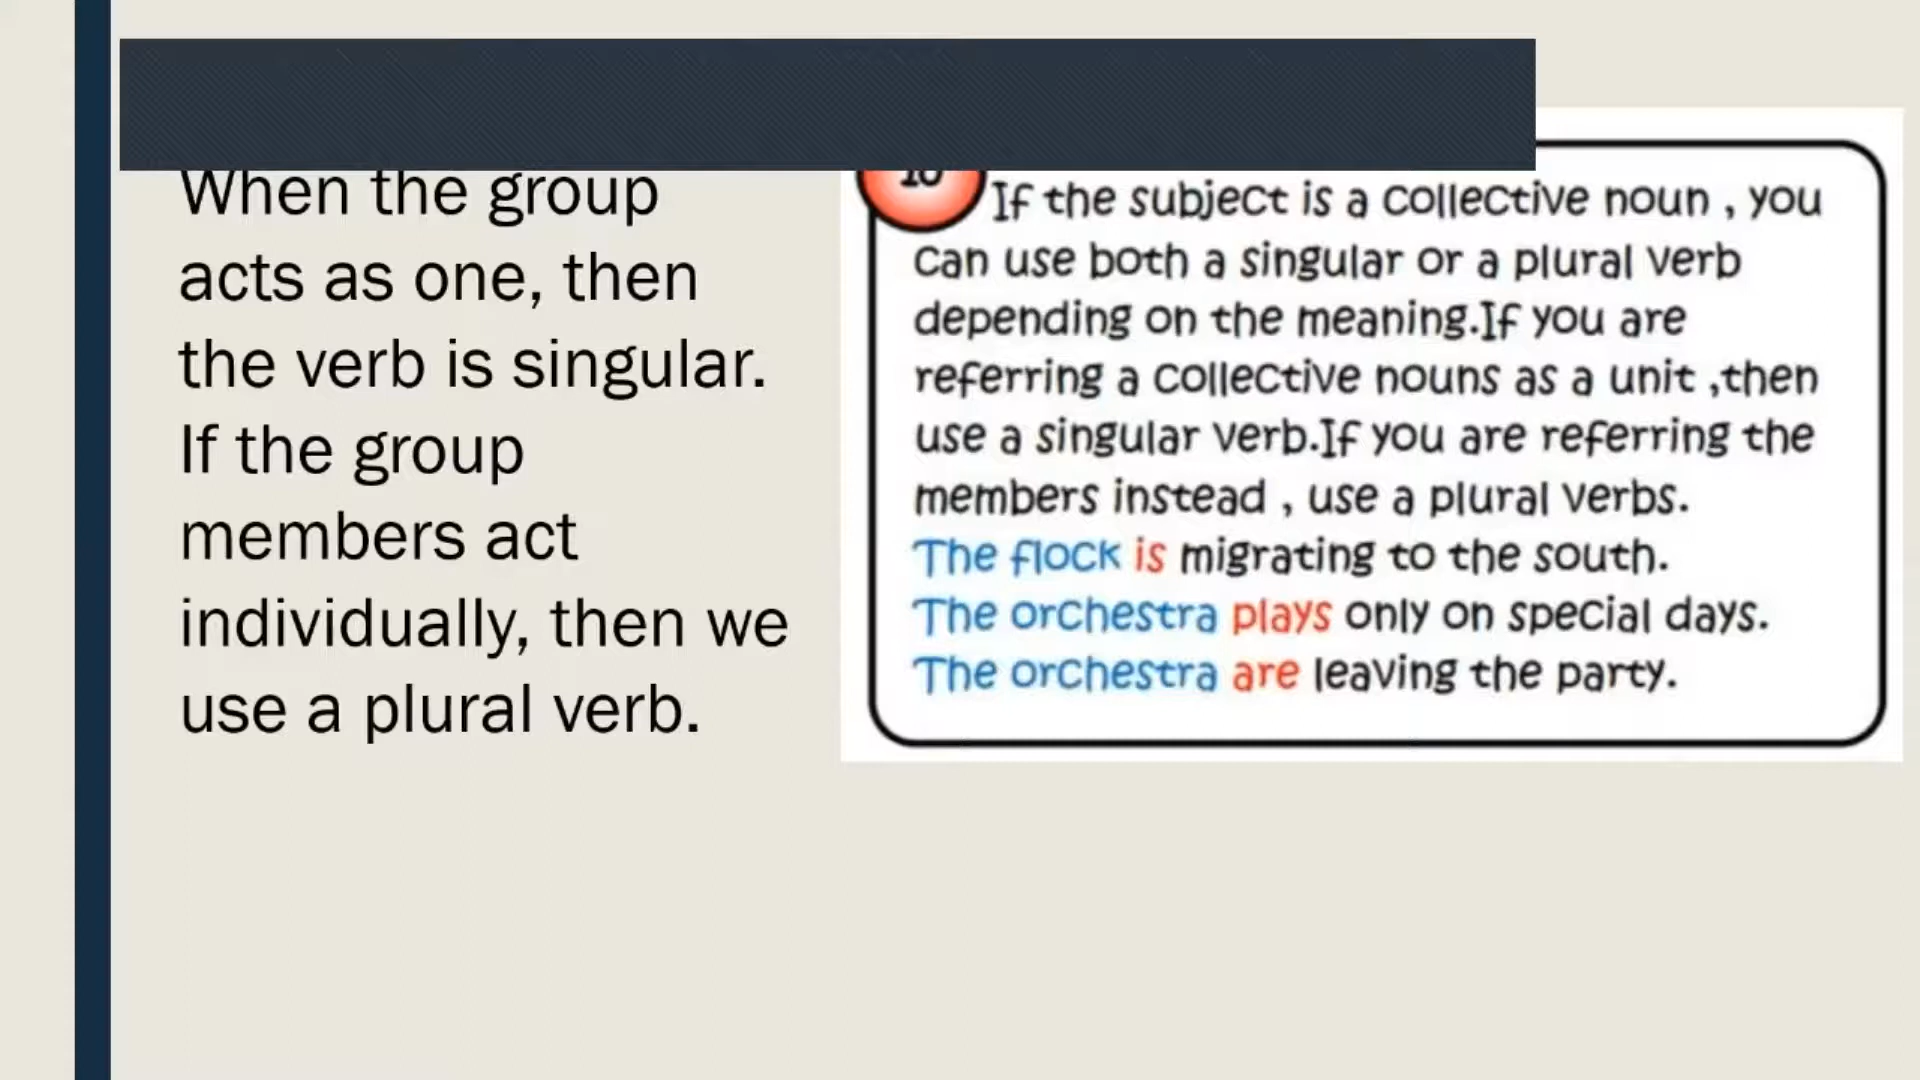 When the group
acts as one, then
the verb is singular.
If the group
members act
individually, then we
use a plural verb.
10
If the subject is a collective noun , you
can use both a singular or a plural verb
depending on the meaning.If you are
referring a collective nouns as a unit ,then
use a singular verb.If you are referring the
members instead , use a plural verbs.
The flock is migrating to the south.
The orchestra plays only on special days.
The orchestra are leaving the party.